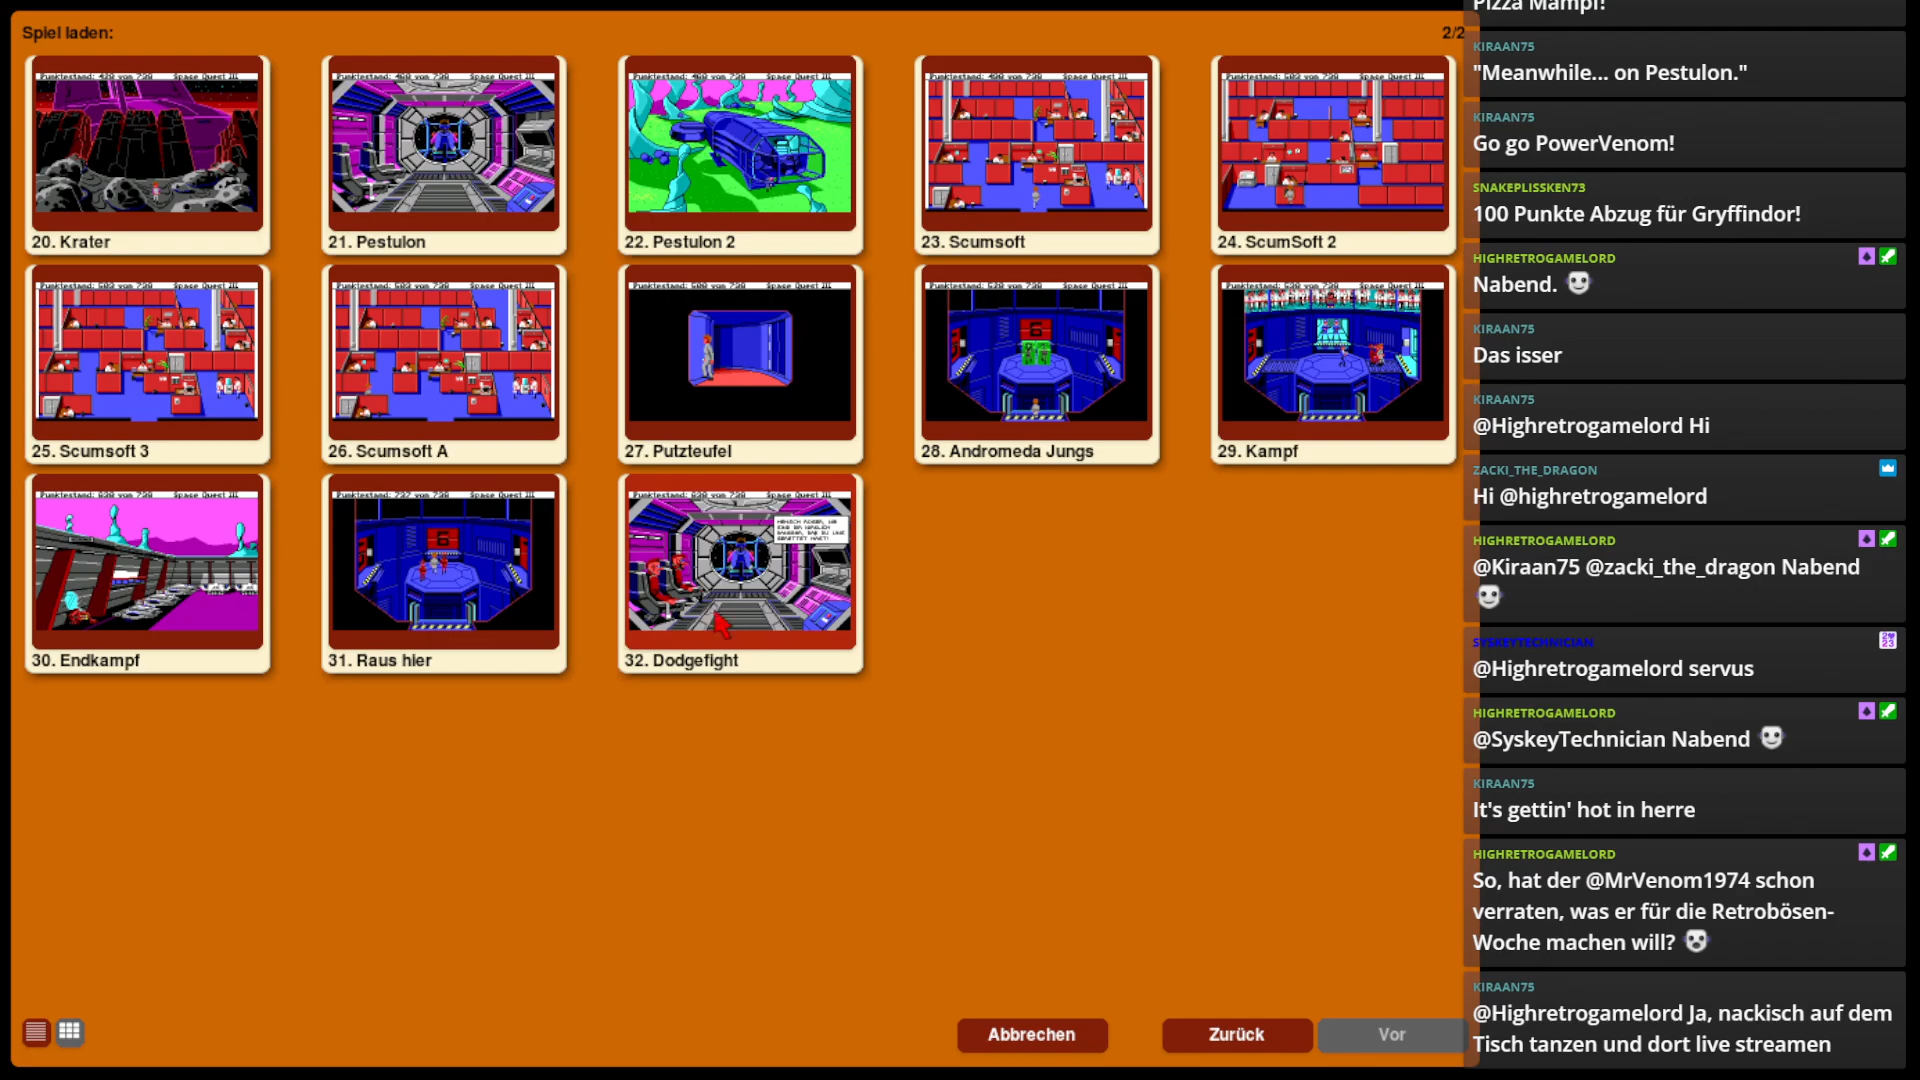 Spiel laden:
2/2
Punktestand: 738 Space Quest III
20. Krater
21. Pestulon
22. Pestulon 2
23. Scumsoft
24. ScumSoft 2
25. Scumsoft 3
26. Scumsoft A
27. Putzteufel
28. Andromeda Jungs
29. Kampf
30. Endkampf
31. Raus hier
32. Dodgefight
Abbrechen
Zurück
Vor
Pizza Mampf!
KIRAAN75
"Meanwhile... on Pestulon."
KIRAAN75
Go go PowerVenom!
SNAKEPLISSKEN73
100 Punkte Abzug für Gryffindor!
HIGHRETROGAMELORD
Nabend.
KIRAAN75
Das isser
KIRAAN75
@Highretrogamelord Hi
ZACKI_THE_DRAGON
Hi @highretrogamelord
HIGHRETROGAMELORD
@Kiraan75 @zacki_the_dragon Nabend
SYSKEYTECHNICIAN
@Highretrogamelord servus
HIGHRETROGAMELORD
@SyskeyTechnician Nabend
KIRAAN75
It's gettin' hot in herre
HIGHRETROGAMELORD
So, hat der @MrVenom1974 schon
verraten, was er für die Retrobösen-
Woche machen will?
KIRAAN75
@Highretrogamelord Ja, nackisch auf dem
Tisch tanzen und dort live streamen